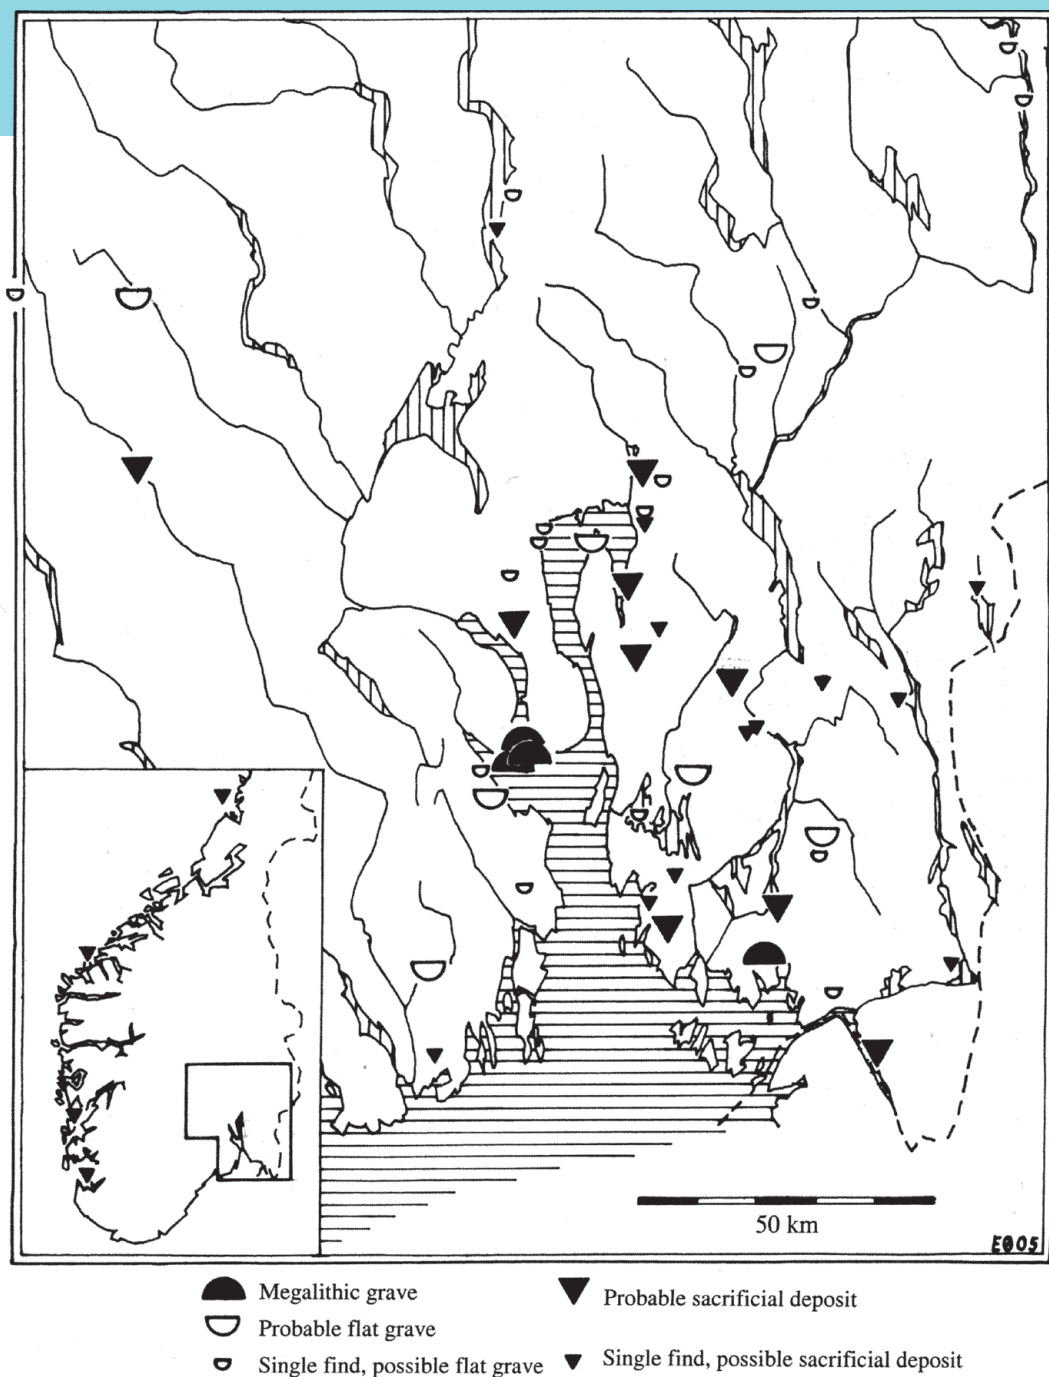 50 km
EØ05
Megalithic grave
Probable flat grave
Single find, possible flat grave
Probable sacrificial deposit
Single find, possible sacrificial deposit